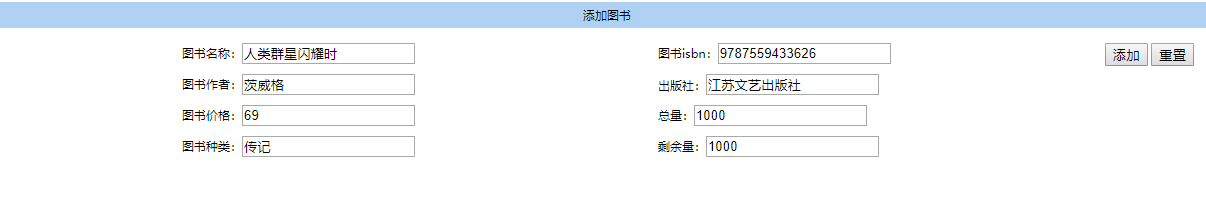 添加图书
图书名称：人类群星闪耀时 图书isbn：9787559433626 添加 重置
图书作者：茨威格 出版社：江苏文艺出版社
图书价格：69 总量：1000
图书种类：传记 剩余量：1000